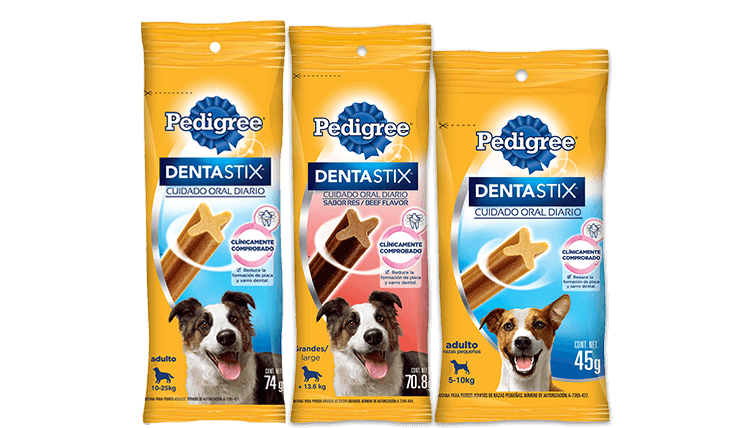 Pedigree
DENTASTIX
CUIDADO ORAL DIARIO
CLÍNICAMENTE
COMPROBADO
Reduce la
formación de placa
y sarro dental.
adulto
10-25kg
CONT. NET.
74g
Pedigree
DENTASTIX
CUIDADO ORAL DIARIO
SABOR RES / BEEF FLAVOR
CLÍNICAMENTE
COMPROBADO
Reduce la
formación de placa
y sarro dental.
Grandes/
large
+ 13.6 kg
CONT. NET.
70.8
Pedigree
DENTASTIX
CUIDADO ORAL DIARIO
CLÍNICAMENTE
COMPROBADO
Reduce la
formación de placa
y sarro dental.
adulto
razas pequeñas
5-10kg
CONT. NET.
45g